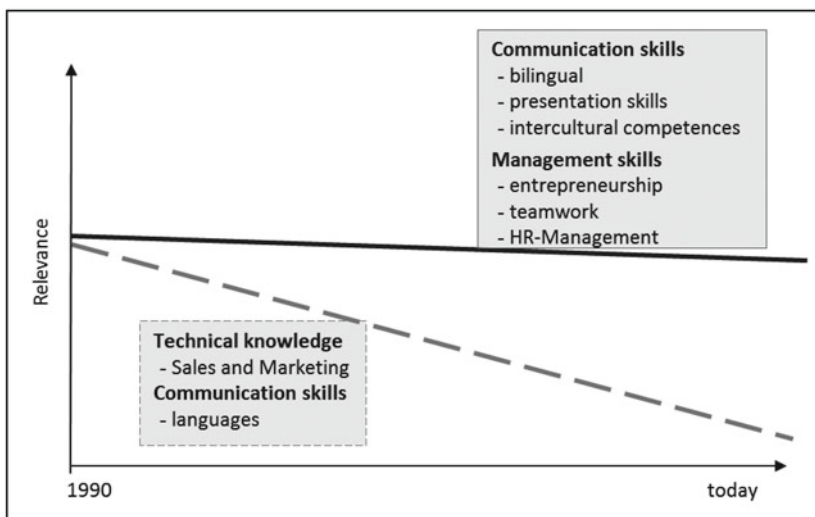 Communication skills
- bilingual
- presentation skills
- intercultural competences
Management skills
- entrepreneurship
- teamwork
- HR-Management
Relevance
Technical knowledge
- Sales and Marketing
Communication skills
- languages
1990
today